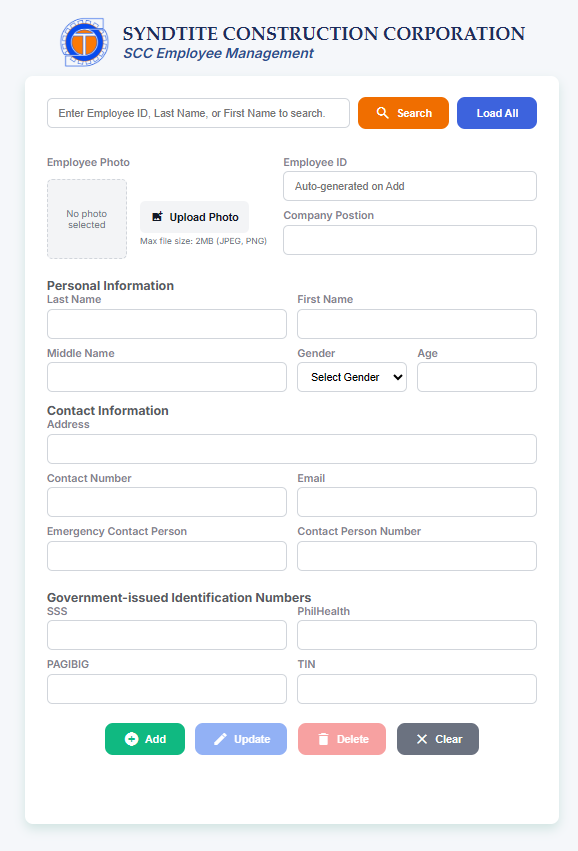 SYNDTITE CONSTRUCTION CORPORATION
SCC Employee Management
Enter Employee ID, Last Name, or First Name to search.
Search
Load All
Employee Photo
Employee ID
No photo
selected
Upload Photo
Max file size: 2MB (JPEG, PNG)
Auto-generated on Add
Company Postion
Personal Information
Last Name
First Name
Middle Name
Gender
Age
Select Gender
Contact Information
Address
Contact Number
Email
Emergency Contact Person
Contact Person Number
Government-issued Identification Numbers
SSS
PhilHealth
PAGIBIG
TIN
Add
Update
Delete
Clear